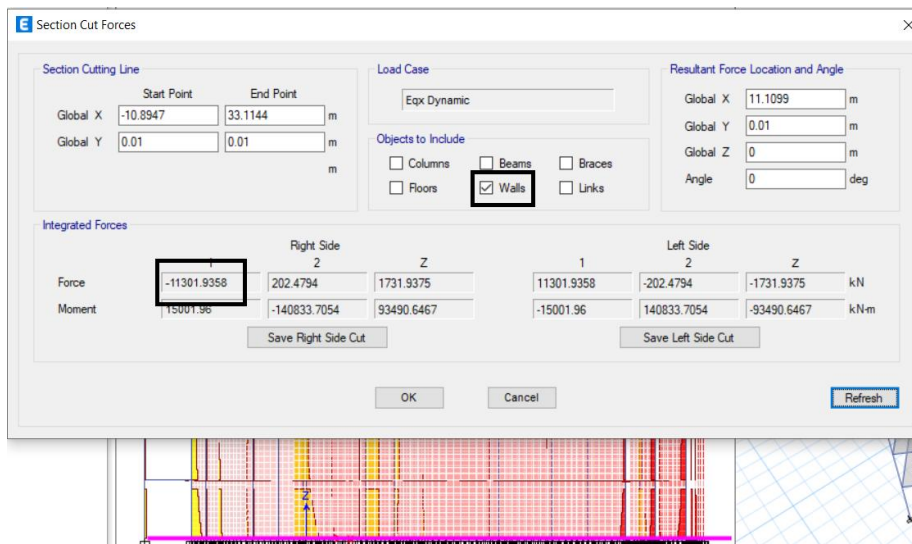 E Section Cut Forces
Section Cutting Line
Start Point End Point
Global X -10.8947 33.1144 m
Global Y 0.01 0.01 m
m
Load Case
Eqx Dynamic
Objects to Include
Columns Beams Braces
Floors Walls Links
Resultant Force Location and Angle
Global X 11.1099 m
Global Y 0.01 m
Global Z 0 m
Angle 0 deg
Integrated Forces
Right Side Left Side
1 2 Z 1 2 Z
Force -11301.9358 202.4794 1731.9375 11301.9358 -202.4794 -1731.9375 kN
Moment 15001.96 -140833.7054 93490.6467 -15001.96 140833.7054 -93490.6467 kN-m
Save Right Side Cut Save Left Side Cut
OK Cancel Refresh
Z